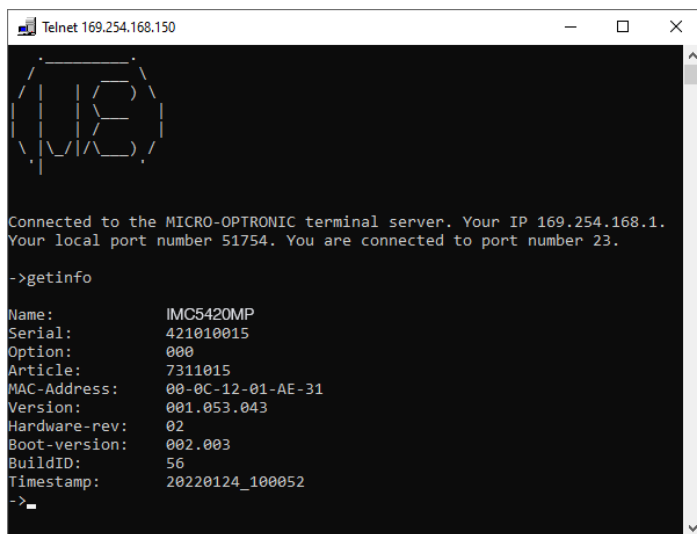 Telnet 169.254.168.150
Connected to the MICRO-OPTRONIC terminal server. Your IP 169.254.168.1.
Your local port number 51754. You are connected to port number 23.
->getinfo
Name: IMC5420MP
Serial: 421010015
Option: 000
Article: 7311015
MAC-Address: 00-0C-12-01-AE-31
Version: 001.053.043
Hardware-rev: 02
Boot-version: 002.003
BuildID: 56
Timestamp: 20220124_100052
->